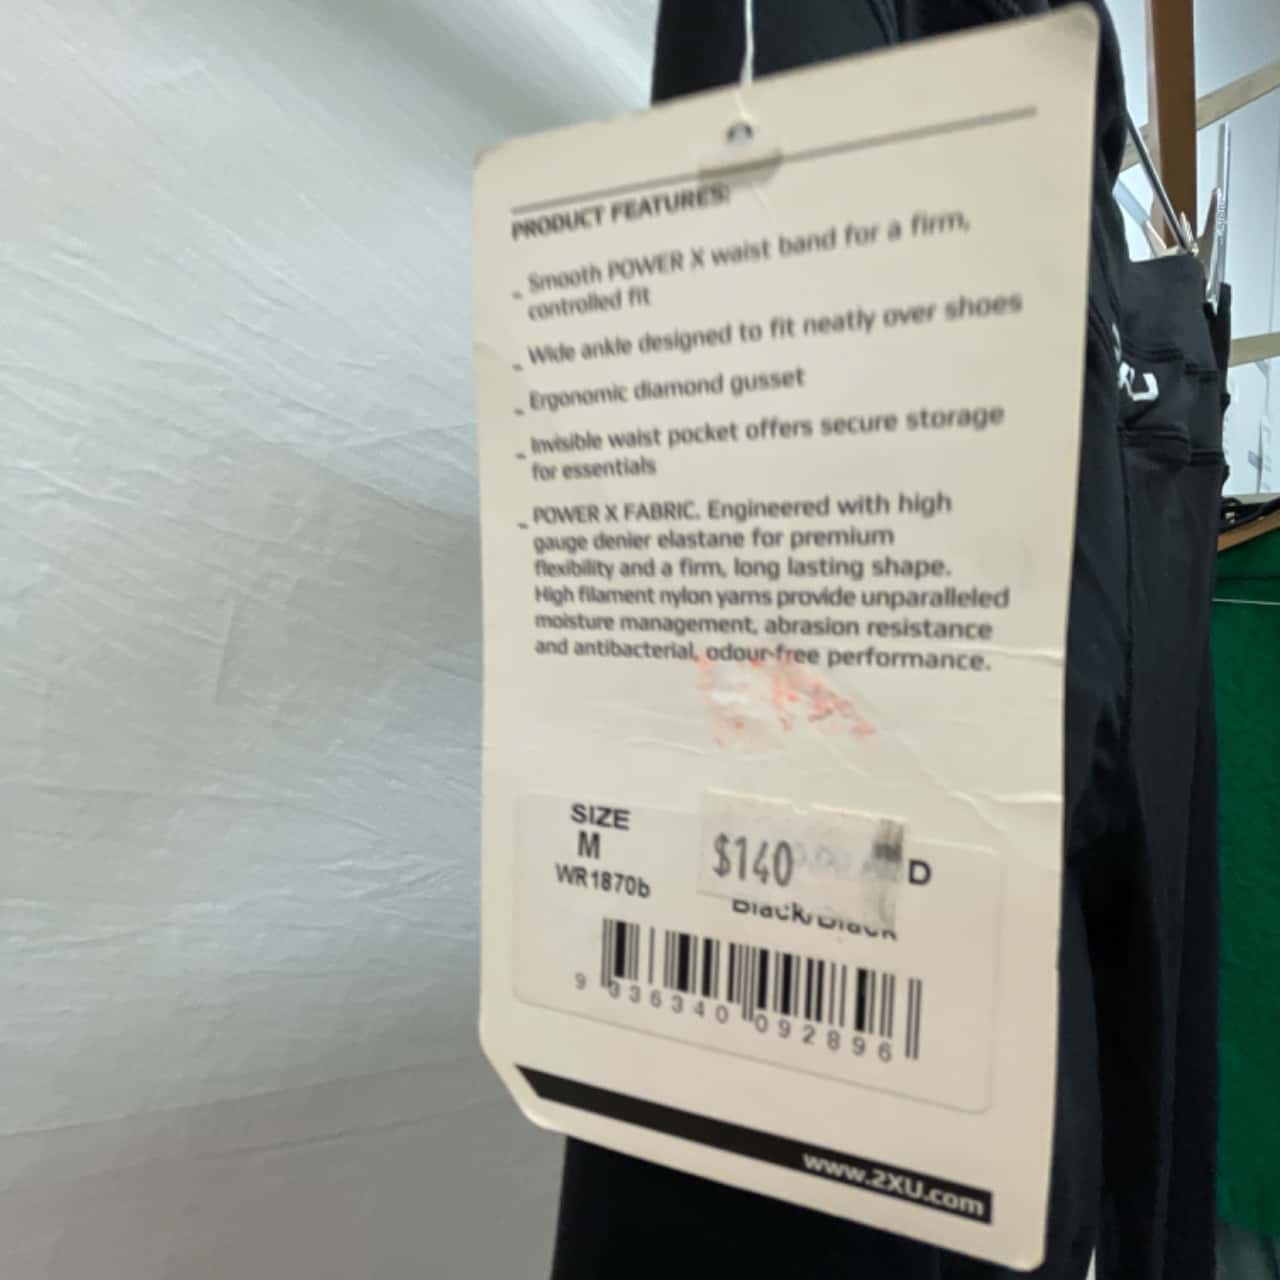 PRODUCT FEATURES:
- Smooth POWER X waist band for a firm,
controlled fit
- Wide ankle designed to fit neatly over shoes
- Ergonomic diamond gusset
- Invisible waist pocket offers secure storage
for essentials
- POWER X FABRIC. Engineered with high
gauge denier elastane for premium
flexibility and a firm, long lasting shape.
High filament nylon yarns provide unparalleled
moisture management, abrasion resistance
and antibacterial, odour-free performance.
SIZE
M
WR1870b
$140
D
Black/Black
9 336340 092896
www.2XU.com